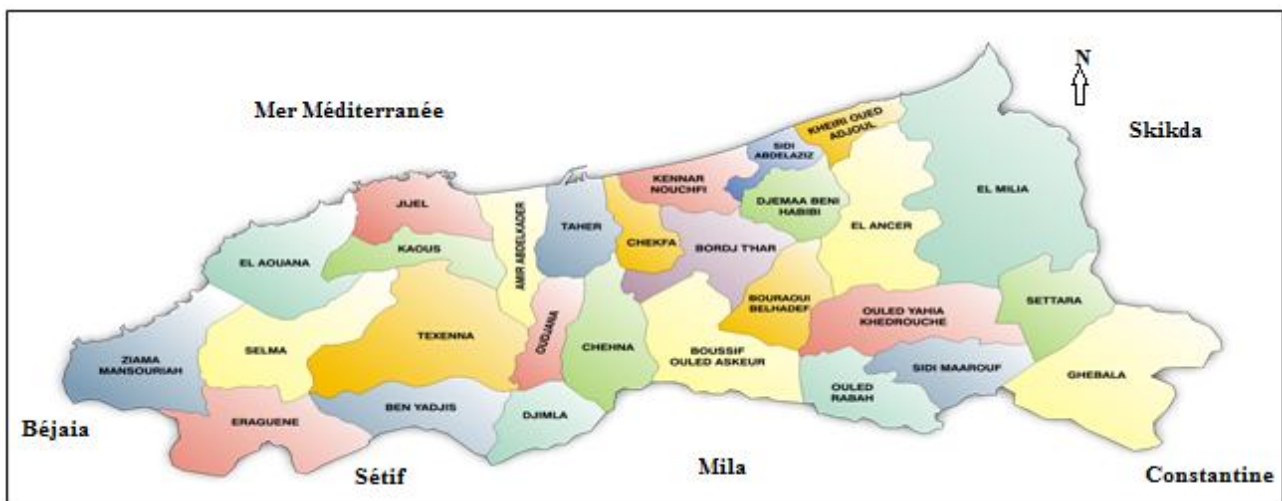 N
Mer Méditerranée
Skikda
KHEIRI OUED
ADJOUL
SIDI
ABDELAZIZ
KENNAR
NOUCHFI
EL MILIA
DJEMAA BENI
HABIBI
JIJEL
EL ANCER
TAHER
AMIR ABDELKADER
CHEKFA
BORDJ T'HAR
KAOUS
EL AOUANA
SETTARA
BOURAOUI
BELHADEF
OULED YAHIA
KHEDROUCHE
TEXENNA
OUDJANA
CHEHNA
SELMA
BOUSSIF
OULED ASKEUR
ZIAMA
MANSOURIAH
SIDI MAAROUF
GHEBALA
OULED
RABAH
BEN YADJIS
DJIMLA
ERAGUENE
Béjaia
Sétif
Mila
Constantine